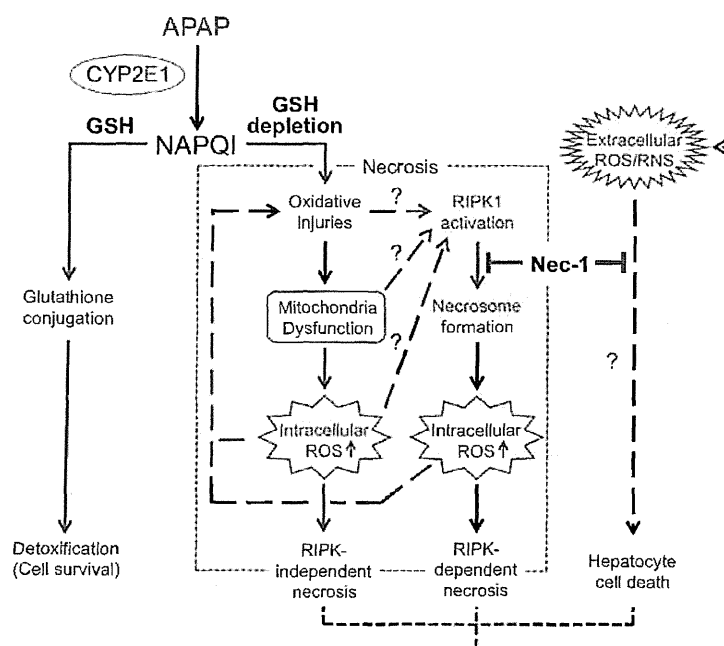 APAP
CYP2E1
GSH
NAPQI
GSH
depletion
Extracellular
ROS/RNS
Necrosis
Oxidative
Injuries
?
RIPK1
activation
?
Nec-1
Glutathione
conjugation
Mitochondria
Dysfunction
Necrosome
formation
?
?
Intracellular
ROS↑
Intracellular
ROS↑
Detoxification
(Cell survival)
RIPK-
independent
necrosis
RIPK-
dependent
necrosis
Hepatocyte
cell death